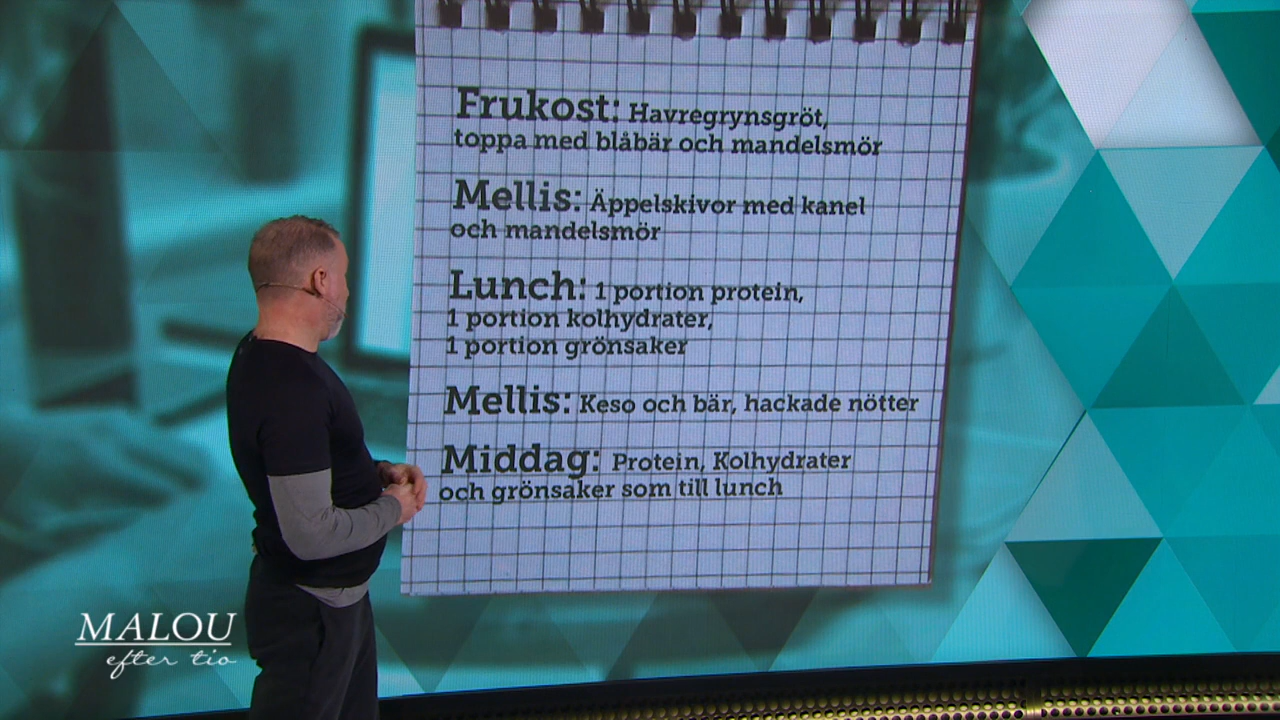 Frukost: Havregrynsgröt,
toppa med blåbär och mandelsmör
Mellis: Äppelskivor med kanel
och mandelsmör
Lunch: 1 portion protein,
1 portion kolhydrater,
1 portion grönsaker
Mellis: Keso och bär, hackade nötter
Middag: Protein, Kolhydrater
och grönsaker som till lunch
MALOU
efter tio